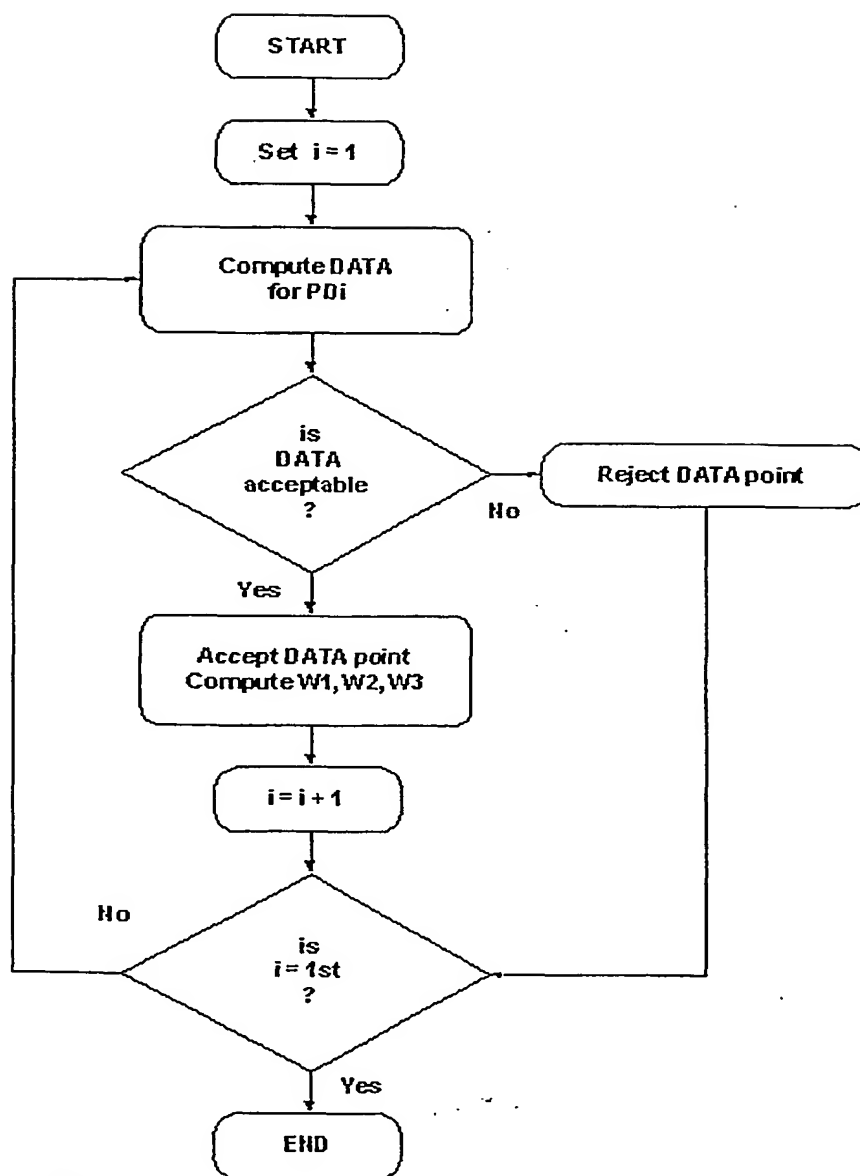 START
Set i = 1
Compute DATA
for PDi
is
DATA
acceptable
?
No
Reject DATA point
Yes
Accept DATA point
Compute W1, W2, W3
i = i + 1
No
is
i = 1st
?
Yes
END